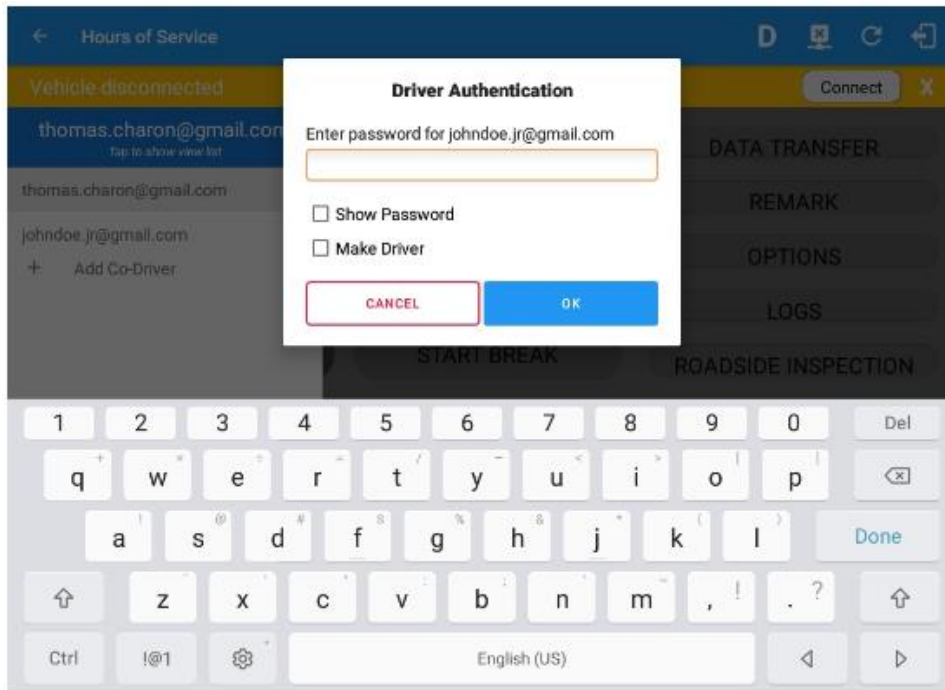 Hours of Service
D
Vehicle disconnected
Connect
X
thomas.charon@gmail.com
Tap to show view list
thomas.charon@gmail.com
johndoe.jr@gmail.com
+ Add Co-Driver
Driver Authentication
Enter password for johndoe.jr@gmail.com
Show Password
Make Driver
CANCEL
OK
START BREAK
DATA TRANSFER
REMARK
OPTIONS
LOGS
ROADSIDE INSPECTION
1 2 3 4 5 6 7 8 9 0 Del
q w e r t y u i o p
a s d f g h j k l Done
z x c v b n m , ! . ?
Ctrl !@1 English (US)